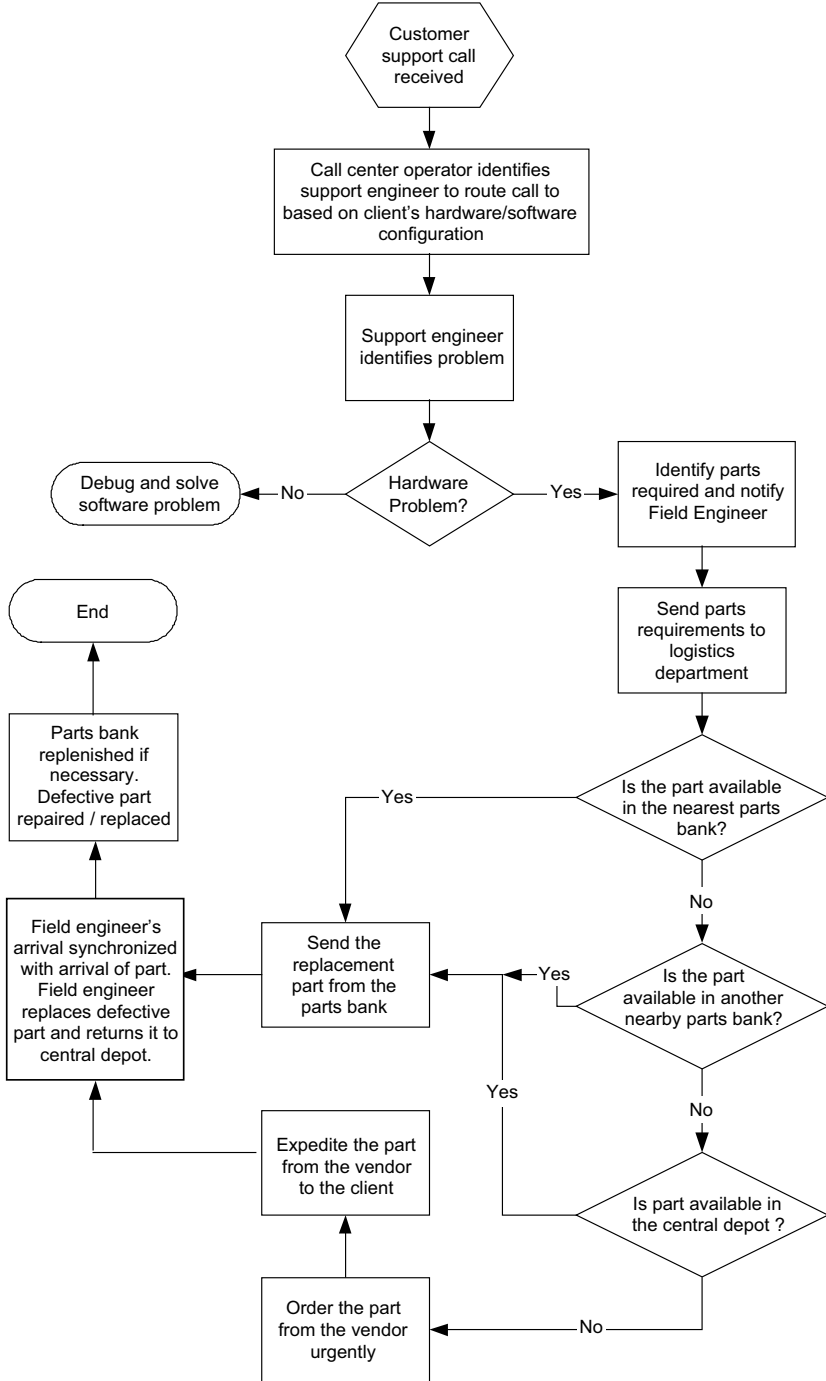 Customer
support call
received
Call center operator identifies
support engineer to route call to
based on client's hardware/software
configuration
Support engineer
identifies problem
Hardware
Problem?
No
Debug and solve
software problem
Yes
Identify parts
required and notify
Field Engineer
Send parts
requirements to
logistics
department
Is the part available
in the nearest parts
bank?
Yes
No
Is the part
available in another
nearby parts bank?
Yes
No
Is part available in
the central depot ?
Yes
No
Order the part
from the vendor
urgently
Expedite the part
from the vendor
to the client
Send the
replacement
part from the
parts bank
Field engineer's
arrival synchronized
with arrival of part.
Field engineer
replaces defective
part and returns it to
central depot.
Parts bank
replenished if
necessary.
Defective part
repaired / replaced
End